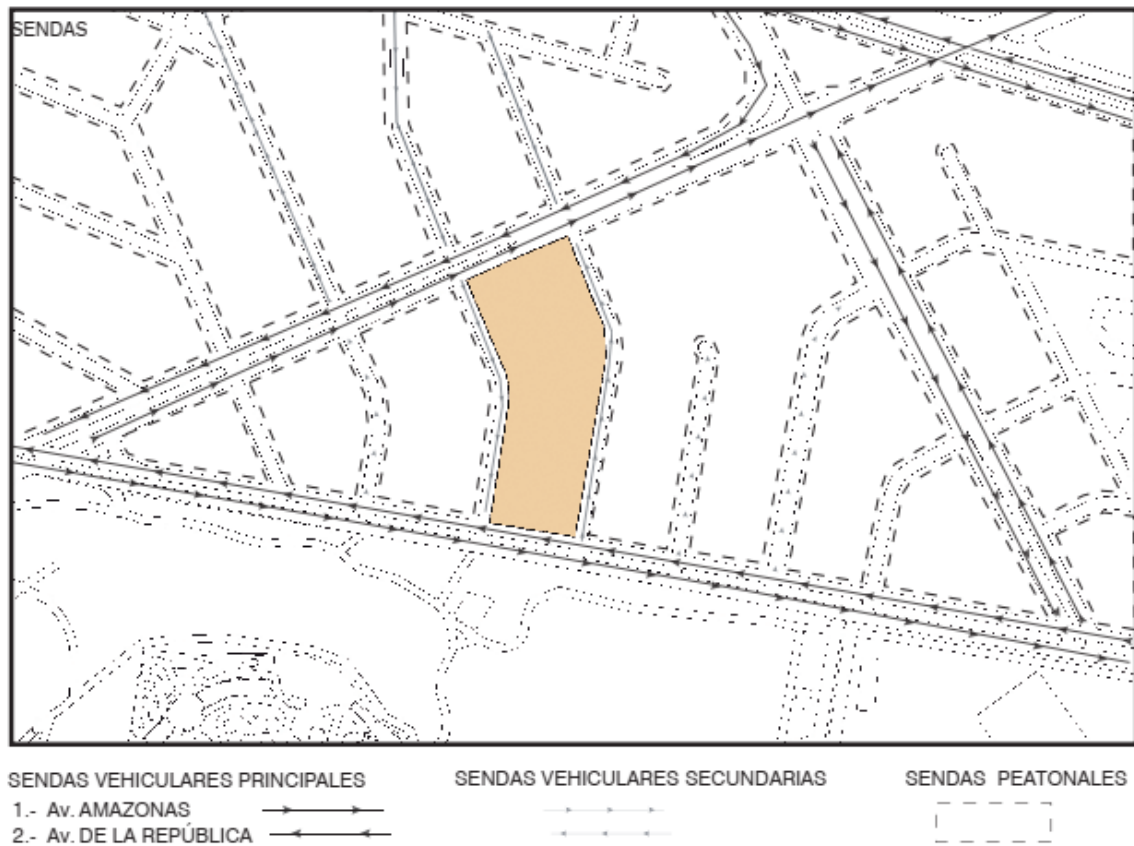 SENDAS
SENDAS VEHICULARES PRINCIPALES
1.- Av. AMAZONAS
2.- Av. DE LA REPÚBLICA
SENDAS VEHICULARES SECUNDARIAS
SENDAS PEATONALES